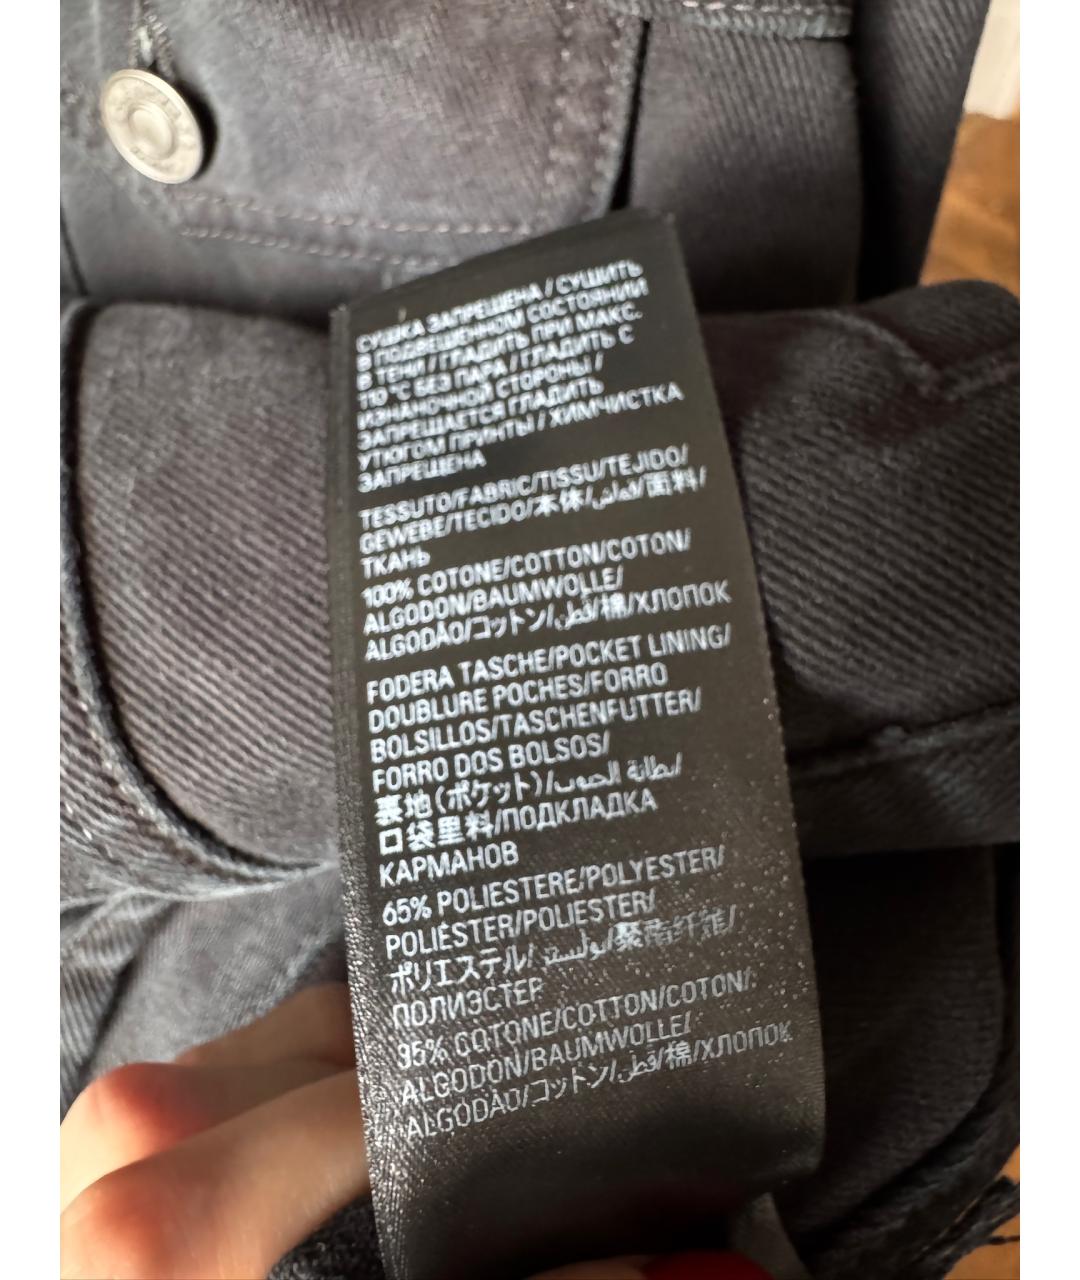 СУШКА ЗАПРЕЩЕНА / СУШИТЬ
В ПОДВЕШЕННОМ СОСТОЯНИИ
В ТЕНИ / ГЛАДИТЬ ПРИ МАКС.
110 °C БЕЗ ПАРА / ГЛАДИТЬ С
ИЗНАНОЧНОЙ СТОРОНЫ /
ЗАПРЕЩАЕТСЯ ГЛАДИТЬ
УТЮГОМ ПРИНТЫ / ХИМЧИСТКА
ЗАПРЕЩЕНА
TESSUTO/FABRIC/TISSU/TEJIDO/
GEWEBE/TECIDO/本体/قماش/面料/
ТКАНЬ
100% COTONE/COTTON/COTON/
ALGODON/BAUMWOLLE/
ALGODÃO/コットン/قطن/棉/ХЛОПОК
FODERA TASCHE/POCKET LINING/
DOUBLURE POCHES/FORRO
BOLSILLOS/TASCHENFUTTER/
FORRO DOS BOLSOS/
裏地(ポケット)/بطانة الجيوب/
口袋里料/ПОДКЛАДКА
КАРМАНОВ
65% POLIESTERE/POLYESTER/
POLIÉSTER/POLIESTER/
ポリエステル/بوليستر/聚酯纤维/
ПОЛИЭСТЕР
35% COTONE/COTTON/COTON/
ALGODON/BAUMWOLLE/
ALGODÃO/コットン/قطن/棉/ХЛОПОК